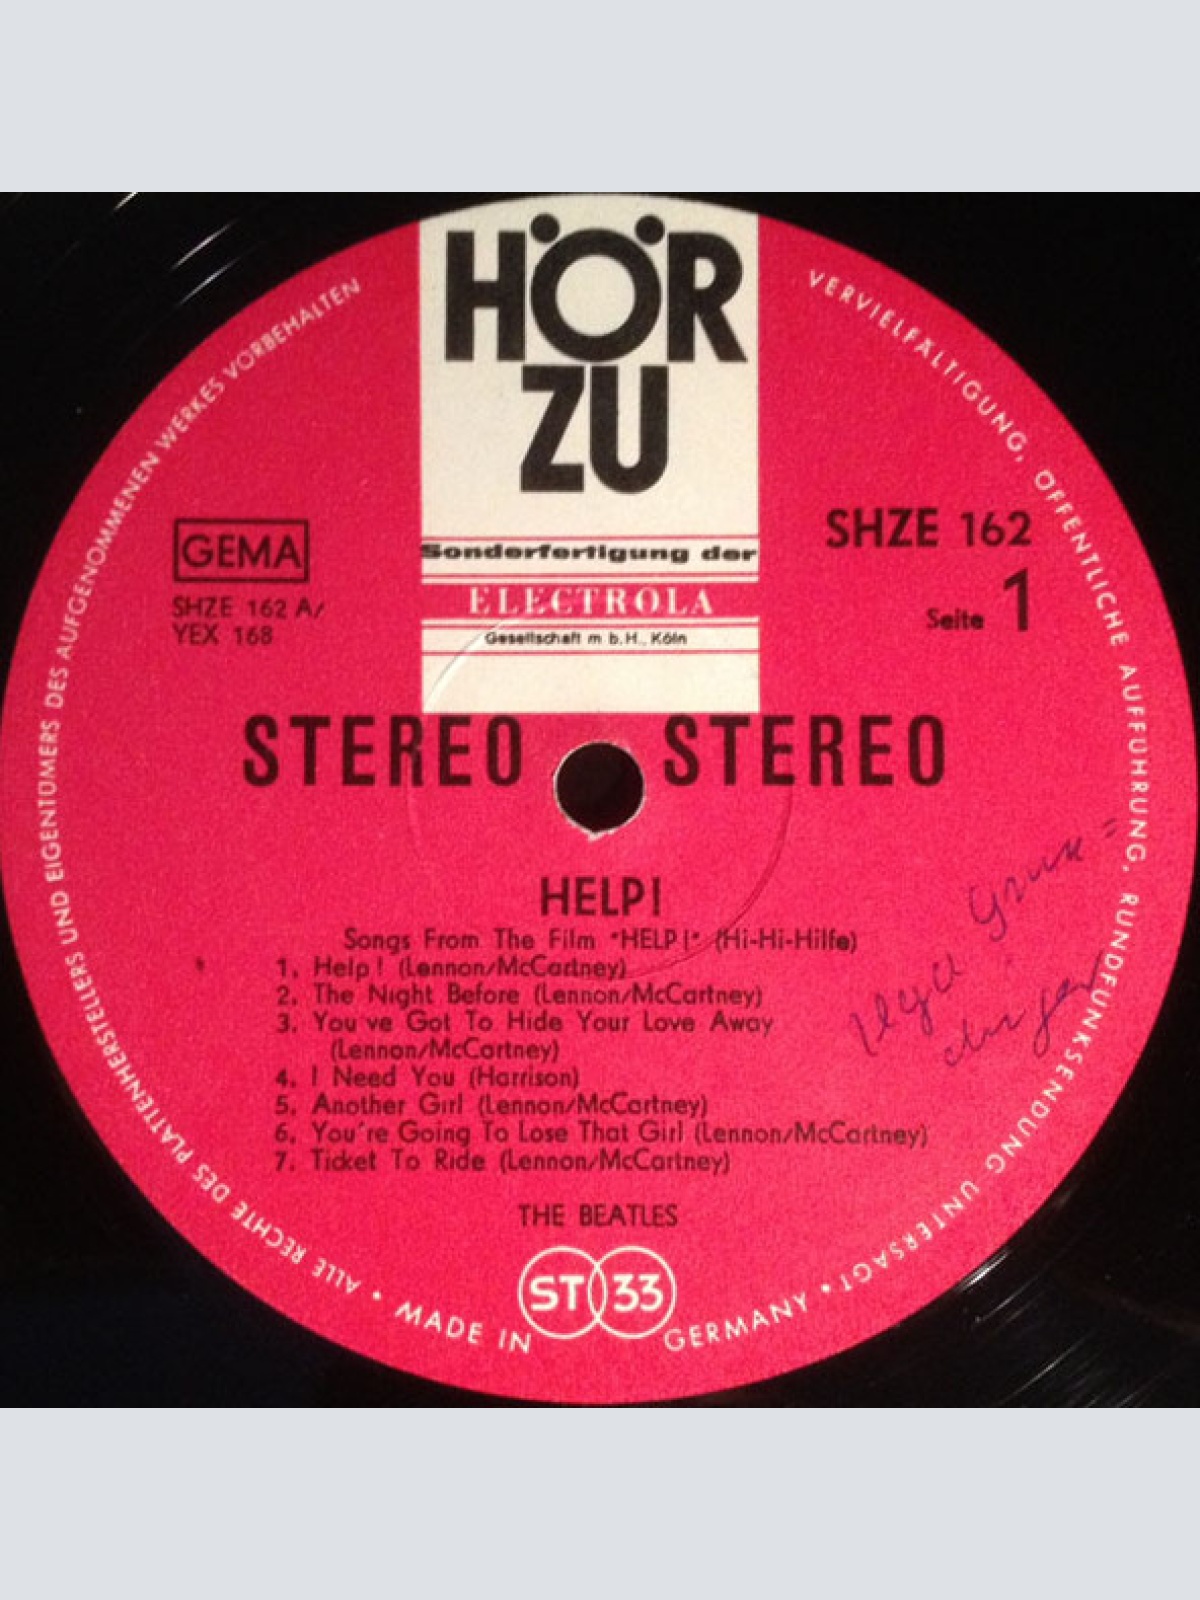 HÖR
ZU
Sonderfertigung der
ELECTROLA
Gesellschaft m b.H., Köln
GEMA
SHZE 162 A/
YEX 168
SHZE 162
Seite 1
STEREO STEREO
HELP!
Songs From The Film "HELP!" (Hi-Hi-Hilfe)
1. Help! (Lennon/McCartney)
2. The Night Before (Lennon/McCartney)
3. You've Got To Hide Your Love Away
(Lennon/McCartney)
4. I Need You (Harrison)
5. Another Girl (Lennon/McCartney)
6. You're Going To Lose That Girl (Lennon/McCartney)
7. Ticket To Ride (Lennon/McCartney)
THE BEATLES
ST 33
MADE IN GERMANY • ALLE RECHTE DES PLATTENHERSTELLERS UND EIGENTÜMERS DES AUFGENOMMENEN WERKES VORBEHALTEN
VERVIELFÄLTIGUNG, ÖFFENTLICHE AUFFÜHRUNG, RUNDFUNKSENDUNG UNTERSAGT •